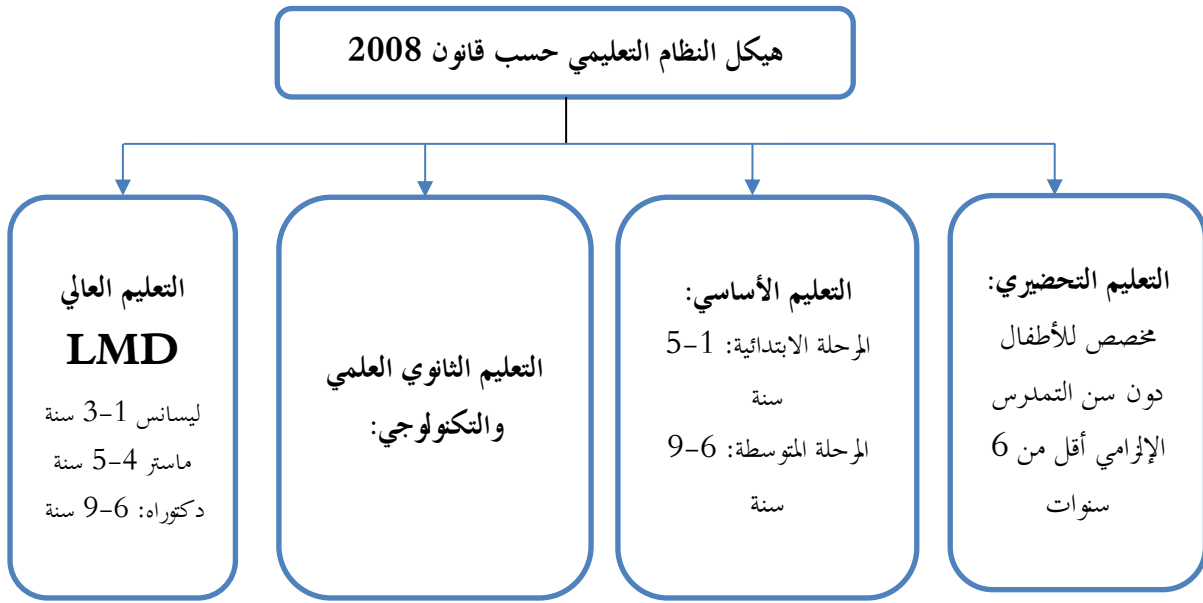 هيكل النظام التعليمي حسب قانون 2008
التعليم التحضيري:
مخصص للأطفال
دون سن التمدرس
الإلزامي أقل من 6
سنوات
التعليم الأساسي:
المرحلة الابتدائية: 1-5
سنة
المرحلة المتوسطة: 6-9
سنة
التعليم الثانوي العلمي
والتكنولوجي:
التعليم العالي
LMD
ليسانس 1-3 سنة
ماستر 4-5 سنة
دكتوراه: 6-9 سنة